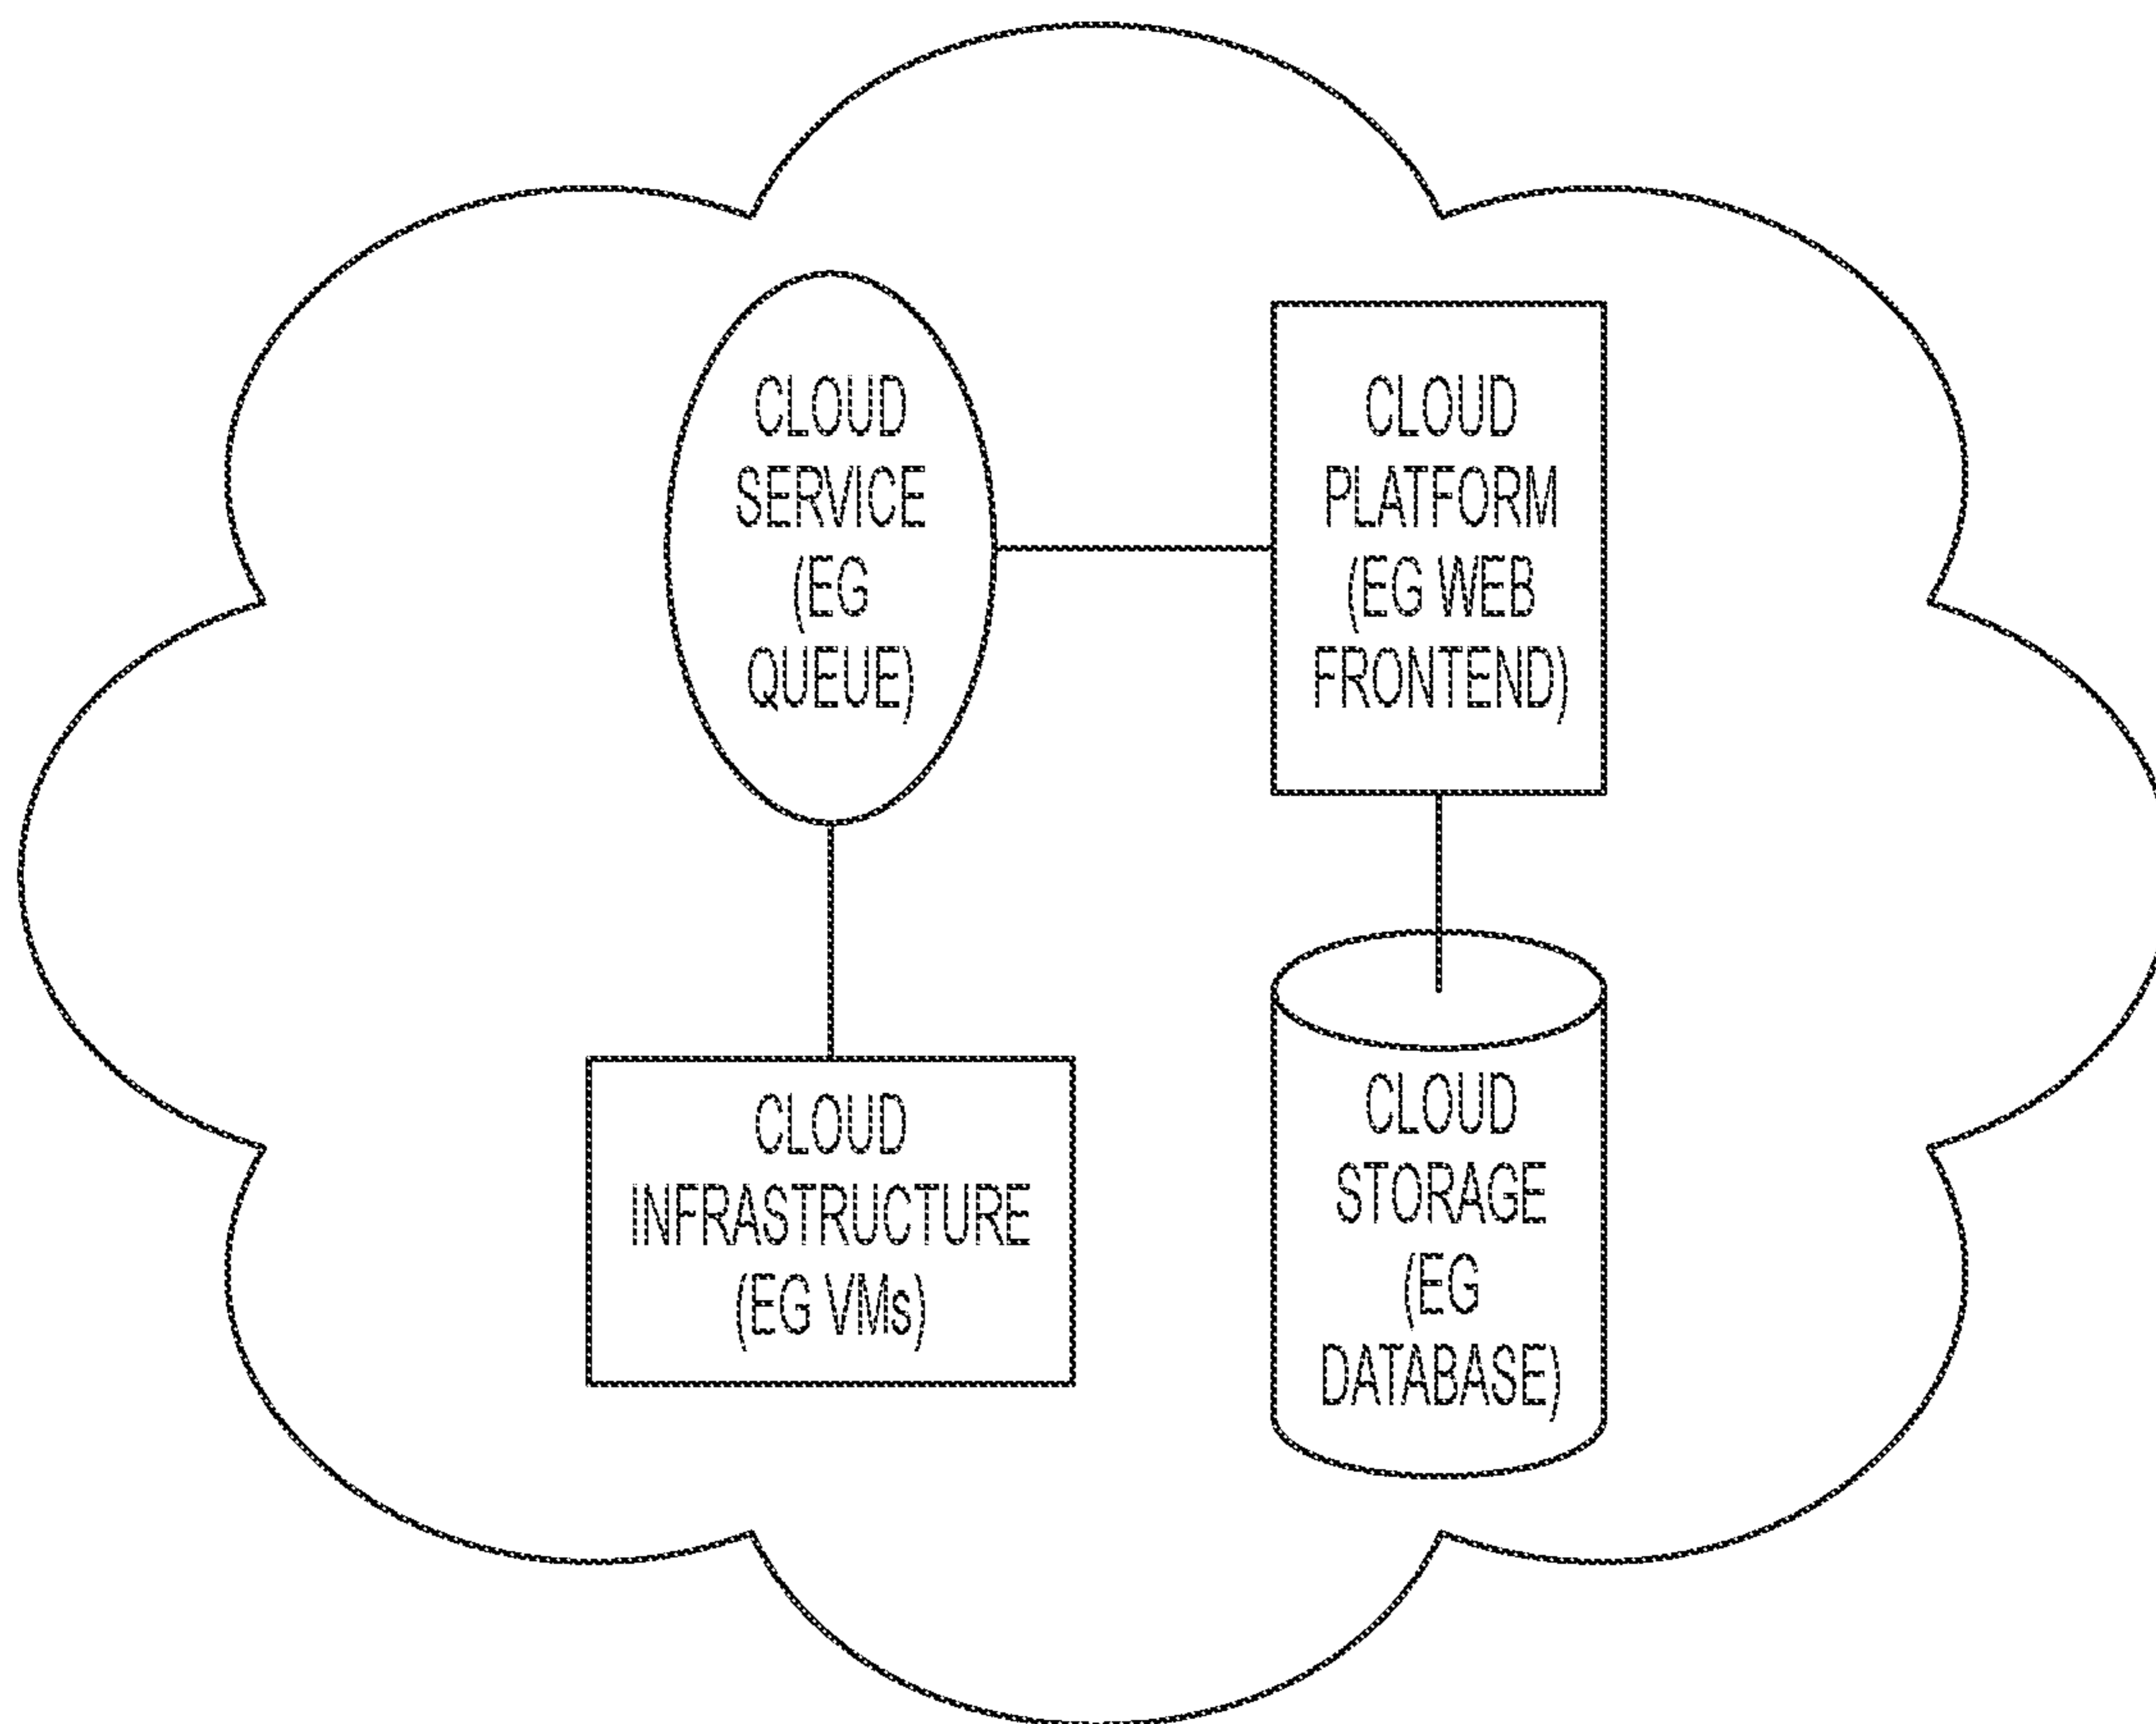 CLOUD
SERVICE
(EG
QUEUE)
CLOUD
PLATFORM
(EG WEB
FRONTEND)
CLOUD
INFRASTRUCTURE
(EG VMs)
CLOUD
STORAGE
(EG
DATABASE)